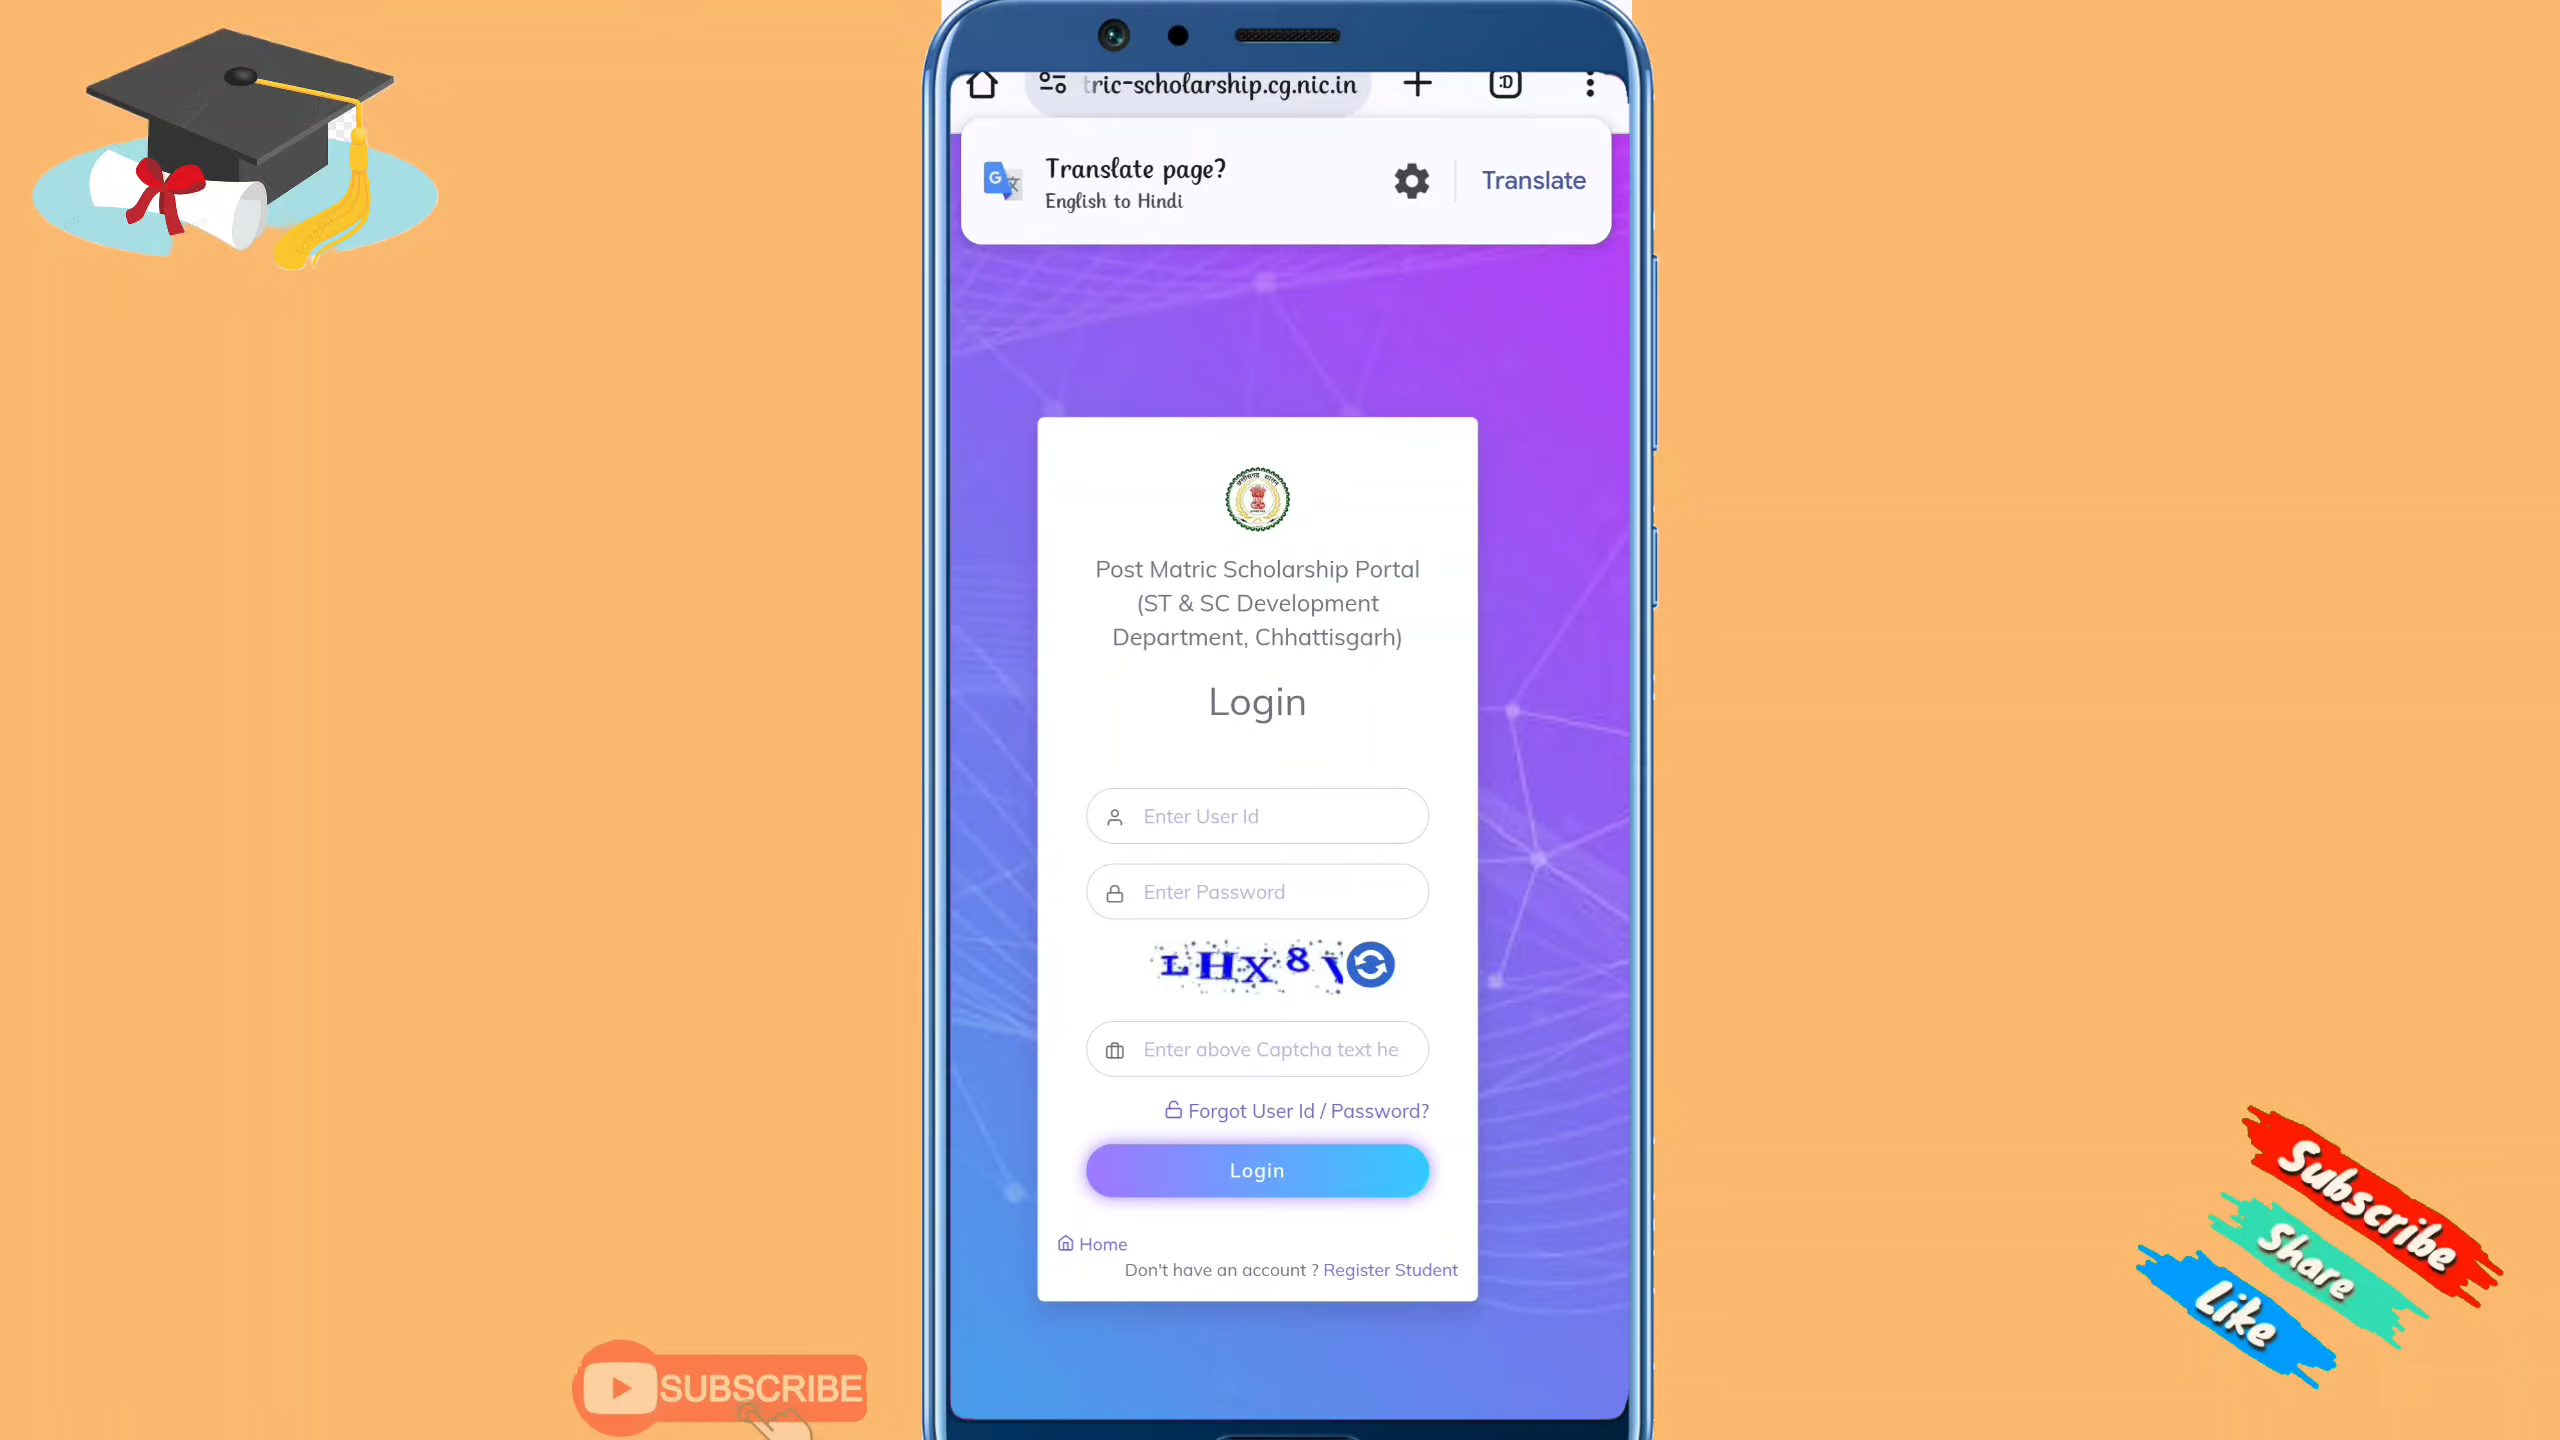 tric-scholarship.cg.nic.in
:D
Translate page?
English to Hindi
Translate
Post Matric Scholarship Portal
(ST & SC Development
Department, Chhattisgarh)
Login
Enter User Id
Enter Password
LHX8
Enter above Captcha text he
Forgot User Id / Password?
Login
Home
Don't have an account ? Register Student
SUBSCRIBE
Subscribe
Share
Like